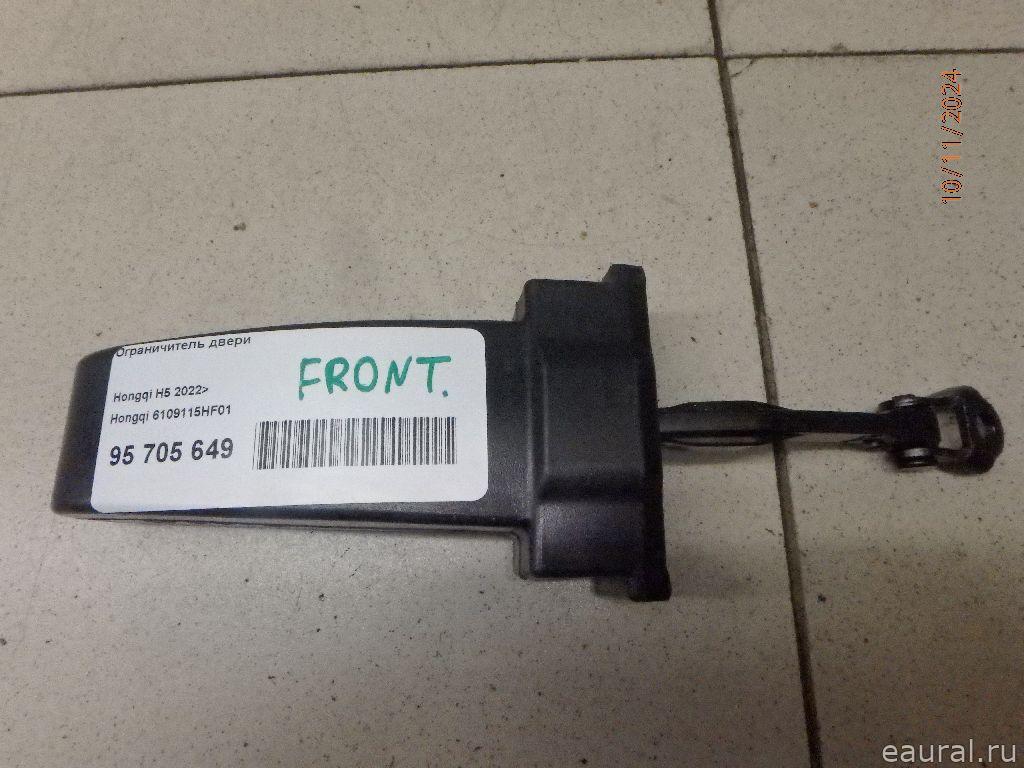 10/11/2024
Ограничитель двери
FRONT.
Hongqi H5 2022>
Hongqi 6109115HF01
95 705 649
eaural.ru